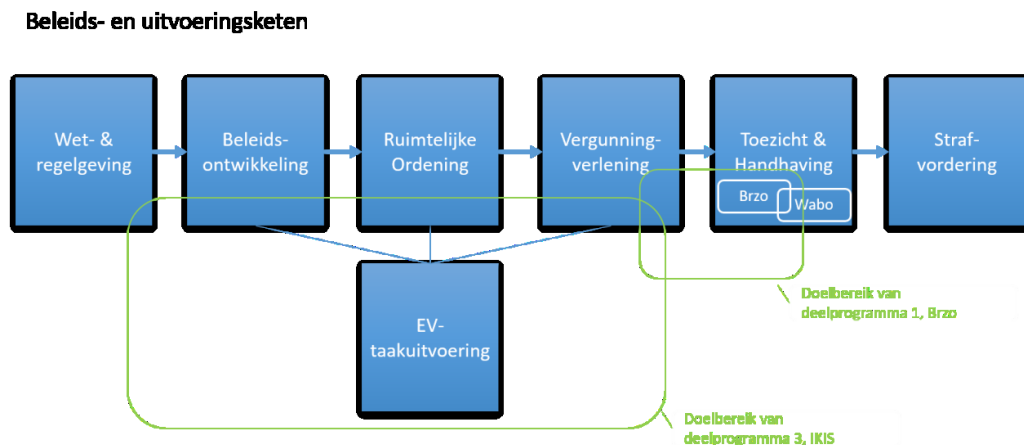 Beleids- en uitvoeringsketen
Wet- &
regelgeving
Beleids-
ontwikkeling
Ruimtelijke
Ordening
Vergunning-
verlening
Toezicht &
Handhaving
Brzo
Wabo
Straf-
vordering
EV-
taakuitvoering
Doelbereik van
deelprogramma 1, Brzo
Doelbereik van
deelprogramma 3, IKIS